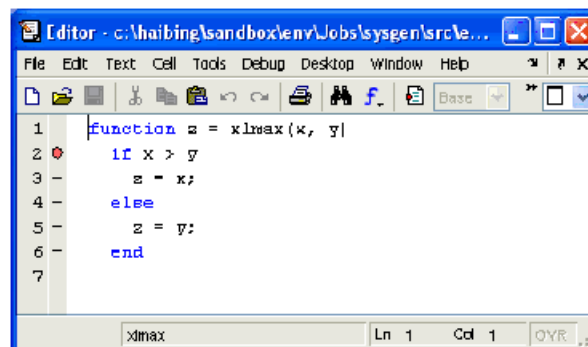 Editor - c:\haibing\sandbox\env\Jobs\sysgen\src\e...
File Edit Text Cell Tools Debug Desktop Window Help
Base
1 function z = xlmax(x, y)
2 if x > y
3 - z = x;
4 - else
5 - z = y;
6 - end
7
xlmax Ln 1 Col 1 OVR